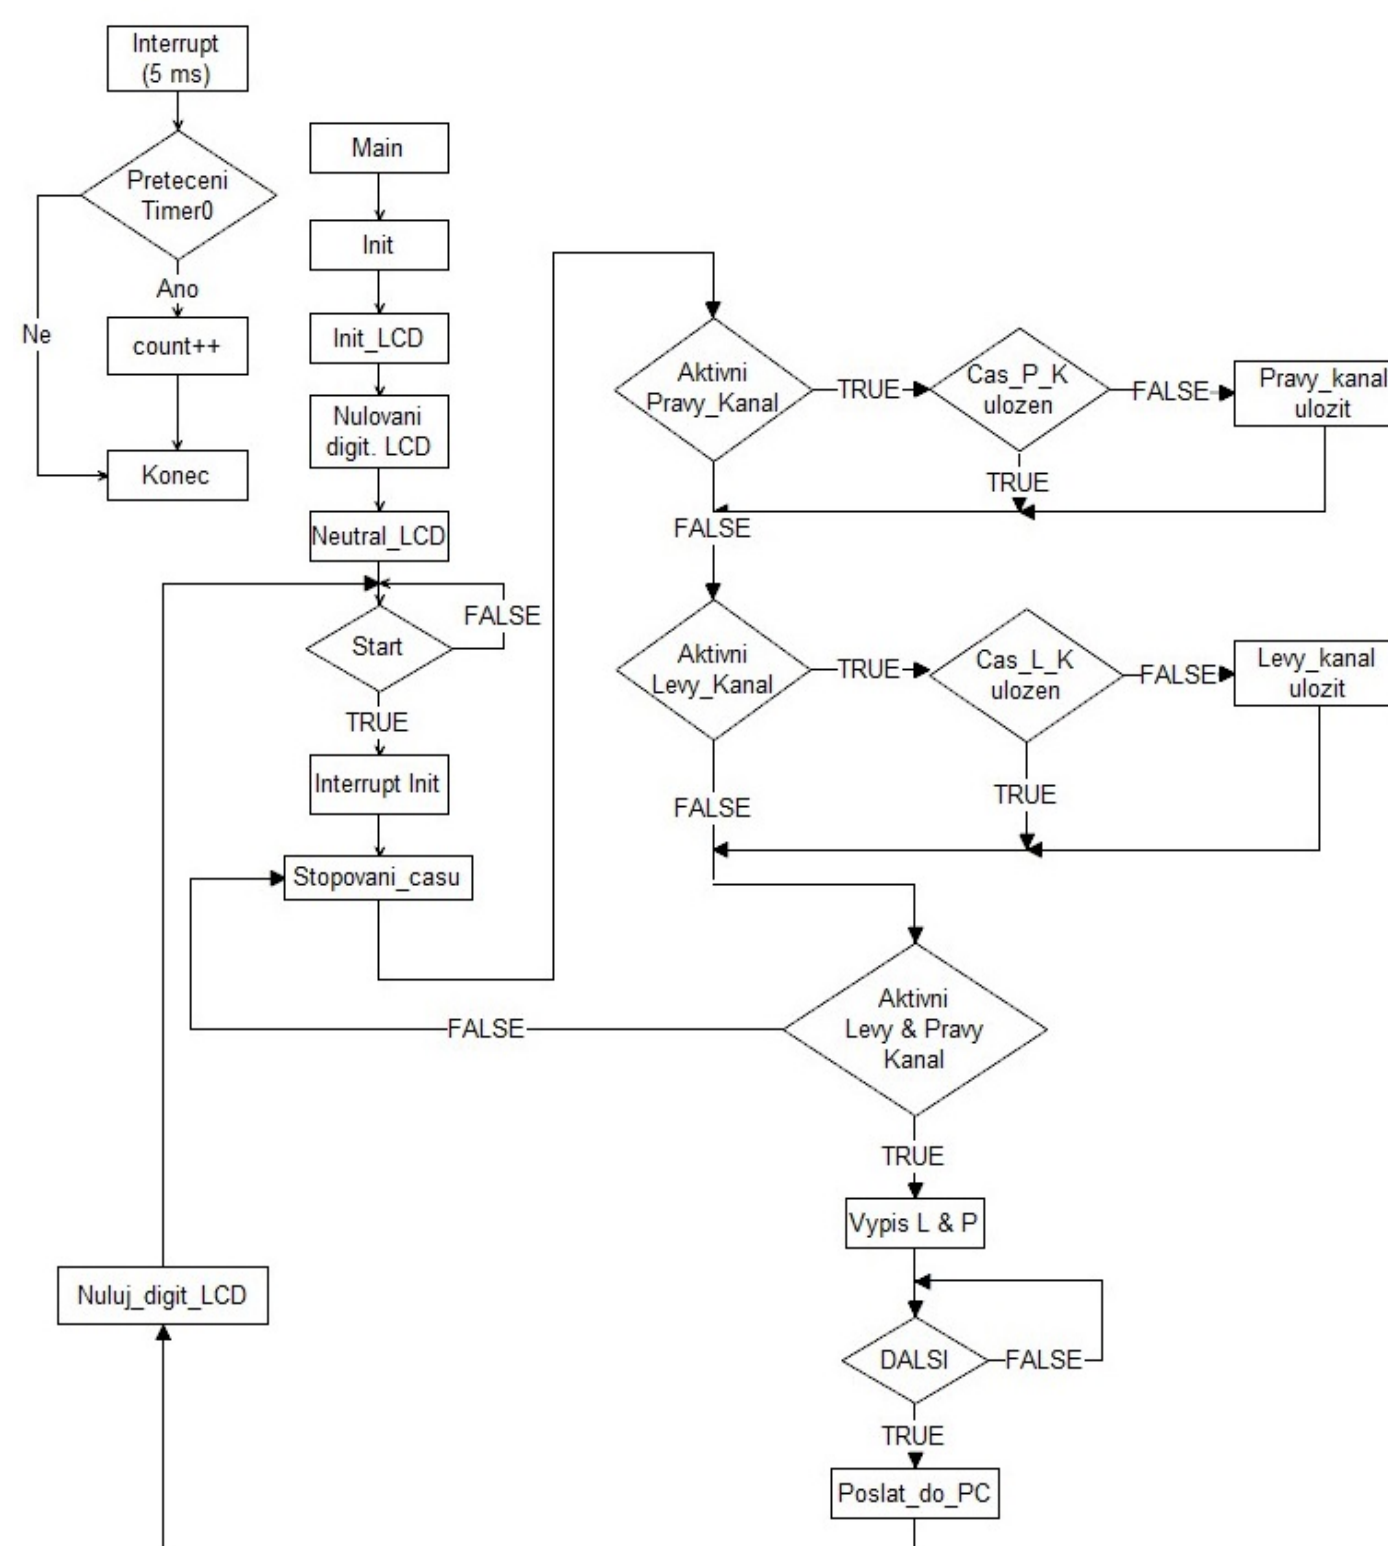 Interrupt
(5 ms)
Preteceni
Timer0
Ano
Ne
count++
Konec
Main
Init
Init_LCD
Nulovani
digit. LCD
Neutral_LCD
FALSE
Start
TRUE
Interrupt Init
Stopovani_casu
Aktivni
Pravy_Kanal
TRUE
Cas_P_K
ulozen
FALSE
Pravy_kanal
ulozit
TRUE
FALSE
Aktivni
Levy_Kanal
TRUE
Cas_L_K
ulozen
FALSE
Levy_kanal
ulozit
TRUE
FALSE
Aktivni
Levy & Pravy
Kanal
FALSE
TRUE
Vypis L & P
DALSI
FALSE
TRUE
Poslat_do_PC
Nuluj_digit_LCD